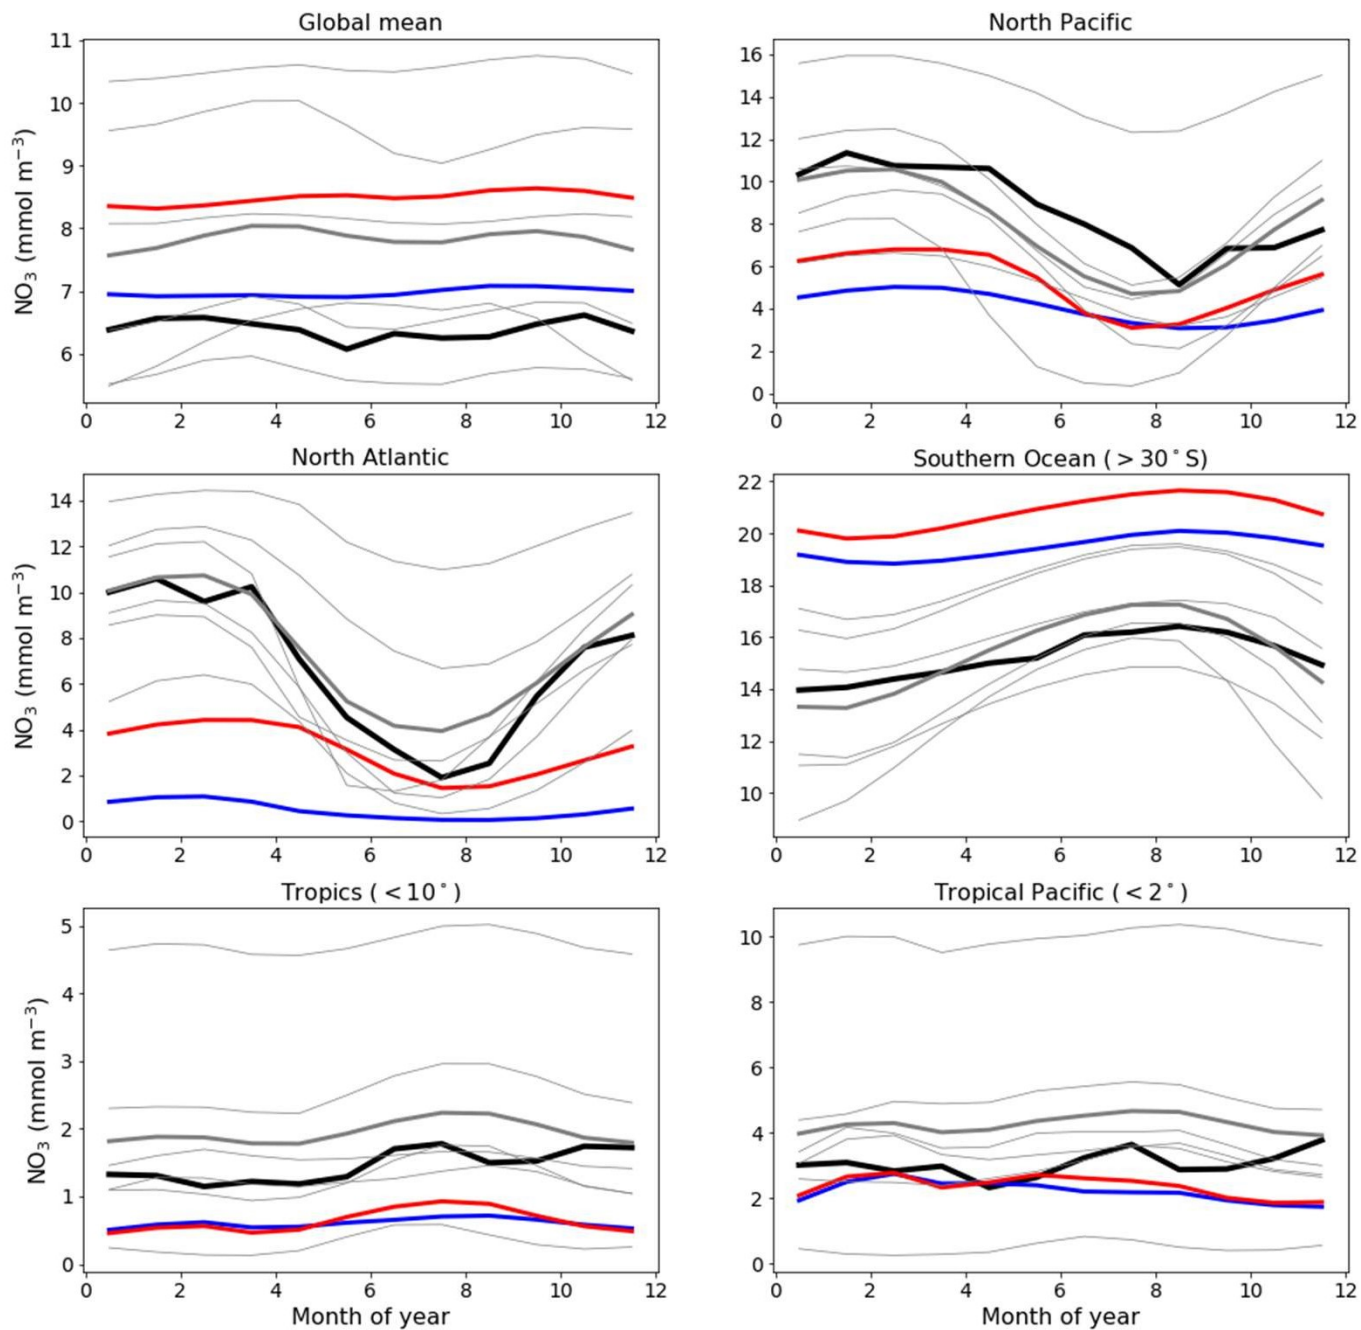 Global mean
North Pacific
NO₃ (mmol m⁻³)
11
10
9
8
7
6
0 2 4 6 8 10 12
16
14
12
10
8
6
4
2
0
0 2 4 6 8 10 12
North Atlantic
Southern Ocean (> 30°S)
NO₃ (mmol m⁻³)
14
12
10
8
6
4
2
0
0 2 4 6 8 10 12
22
20
18
16
14
12
10
0 2 4 6 8 10 12
Tropics (< 10°)
Tropical Pacific (< 2°)
NO₃ (mmol m⁻³)
5
4
3
2
1
0
0 2 4 6 8 10 12
Month of year
10
8
6
4
2
0
0 2 4 6 8 10 12
Month of year